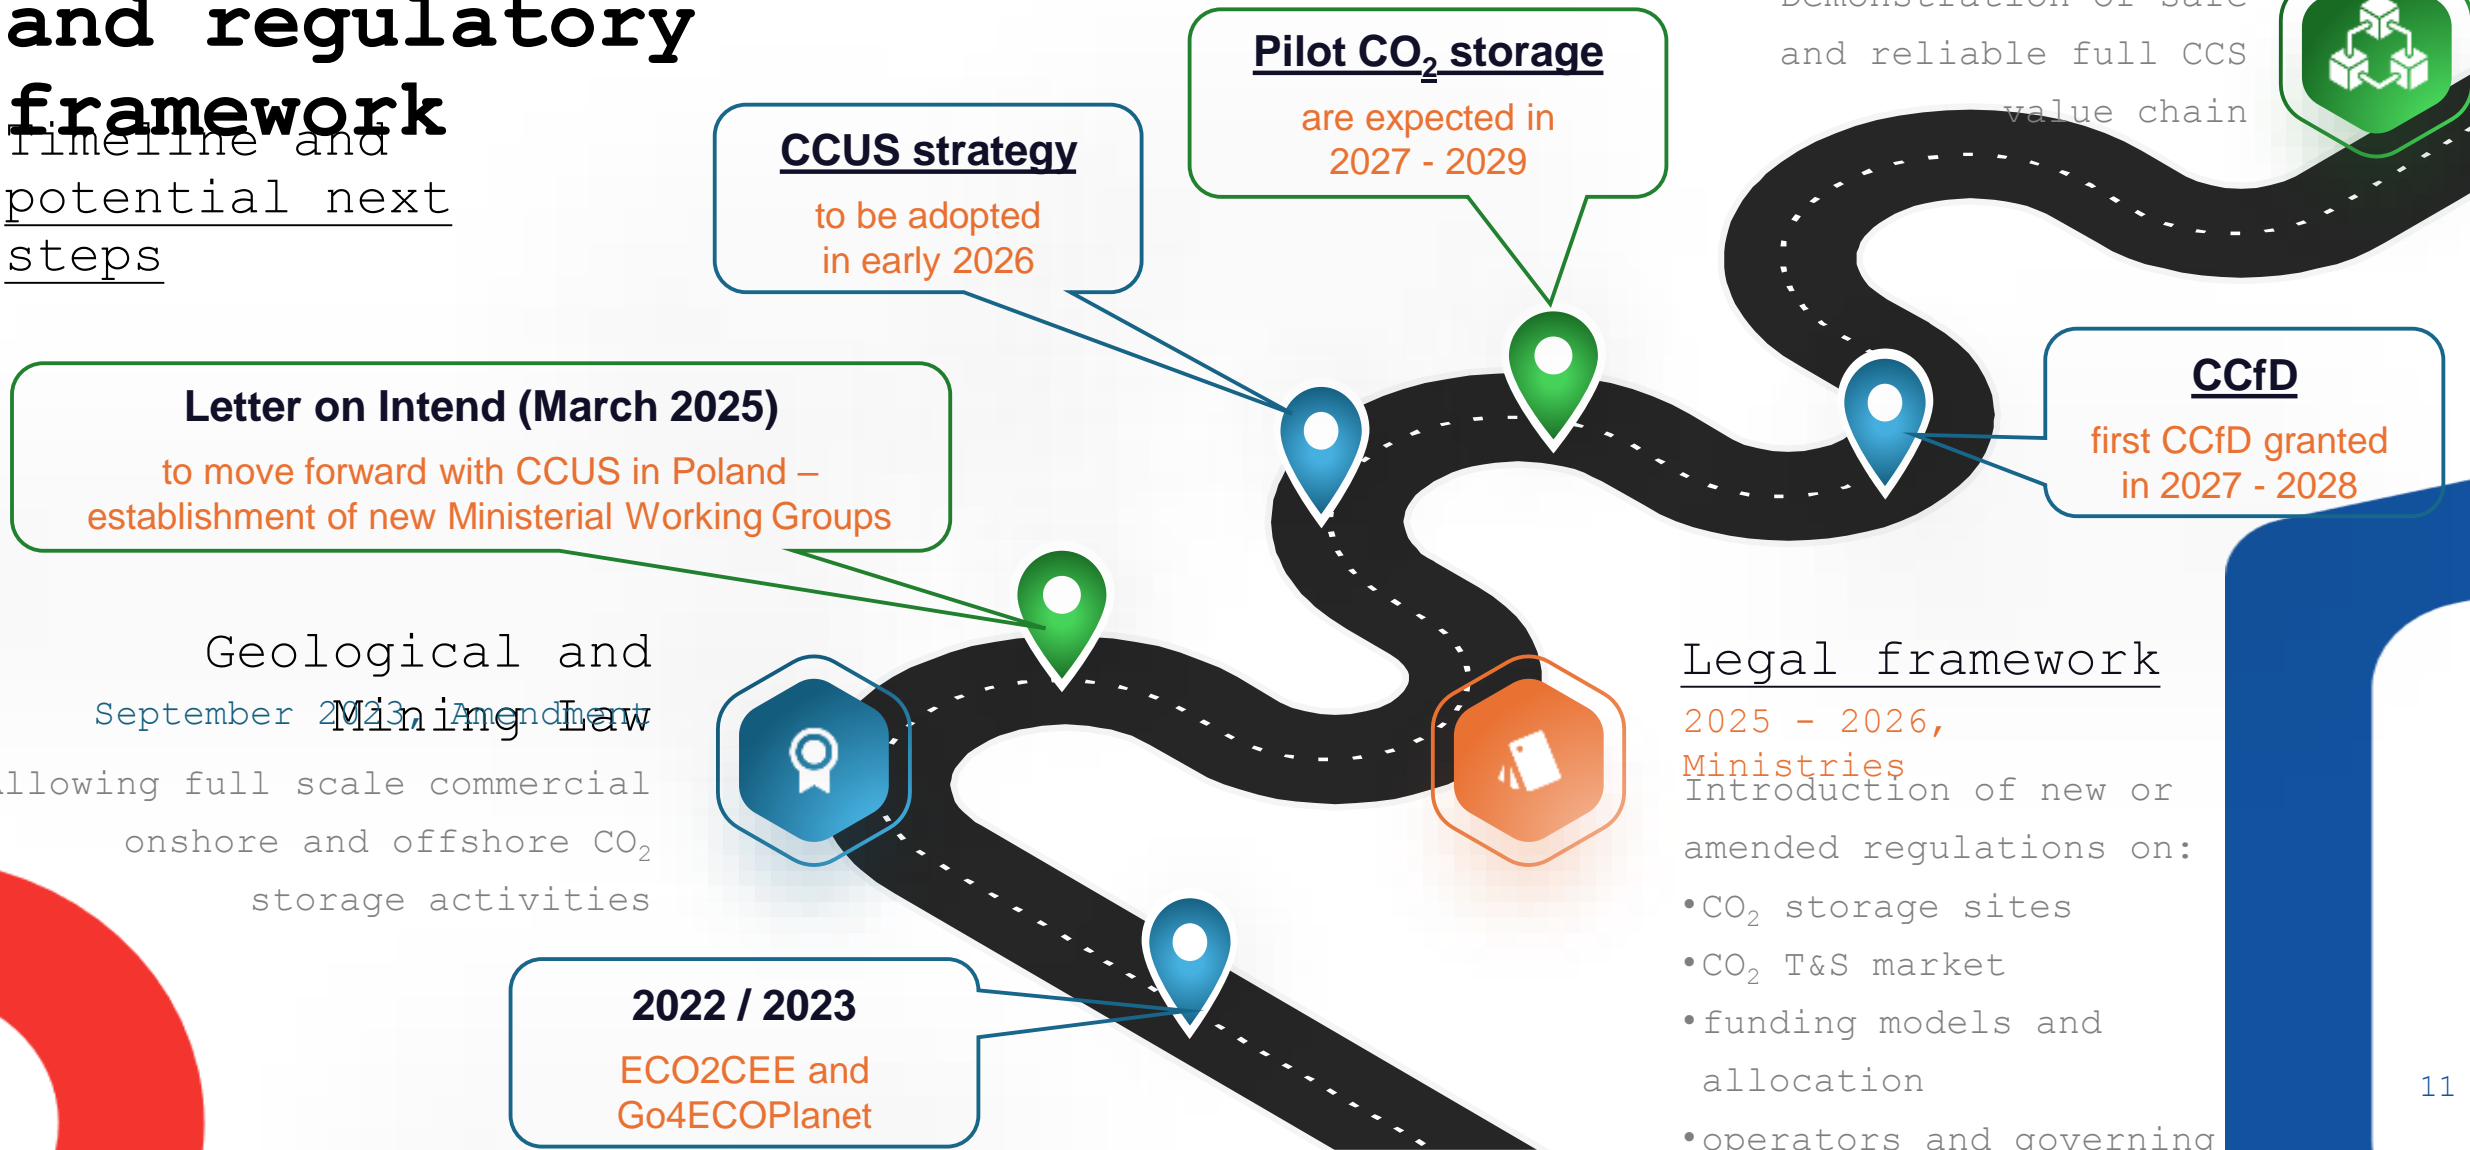 and regulatory
framework
Timeline and
potential next
steps
Pilot CO₂ storage
are expected in
2027 - 2029
Demonstration of safe
and reliable full CCS
value chain
CCUS strategy
to be adopted
in early 2026
CCfD
first CCfD granted
in 2027 - 2028
Letter on Intend (March 2025)
to move forward with CCUS in Poland –
establishment of new Ministerial Working Groups
Geological and
Mining Law
September 2023, Amendment
allowing full scale commercial
onshore and offshore CO₂
storage activities
Legal framework
2025 - 2026,
Ministries
Introduction of new or
amended regulations on:
•CO₂ storage sites
•CO₂ T&S market
•funding models and
allocation
•operators and governing
2022 / 2023
ECO2CEE and
Go4ECOPlanet
11